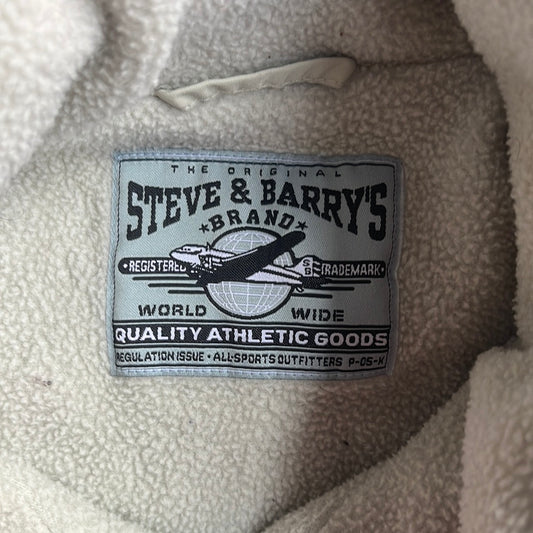 THE ORIGINAL
STEVE & BARRY'S
★BRAND★
• REGISTERED TRADEMARK •
WORLD WIDE
QUALITY ATHLETIC GOODS
REGULATION ISSUE • ALL-SPORTS OUTFITTERS P-05-K